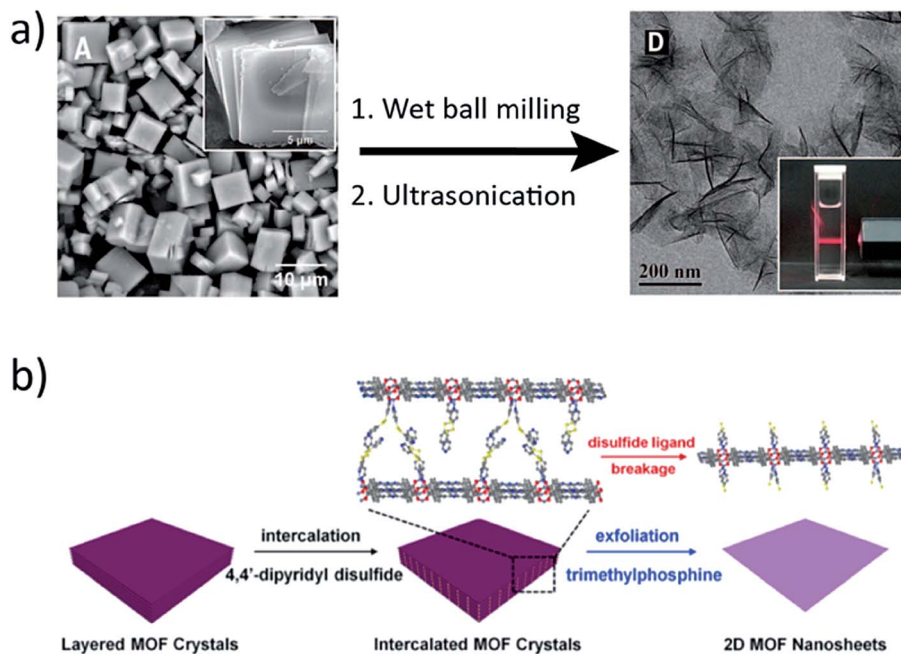 a)
A
5 µm
10 µm
1. Wet ball milling
2. Ultrasonication
D
200 nm
b)
disulfide ligand
breakage
intercalation
4,4'-dipyridyl disulfide
exfoliation
trimethylphosphine
Layered MOF Crystals
Intercalated MOF Crystals
2D MOF Nanosheets